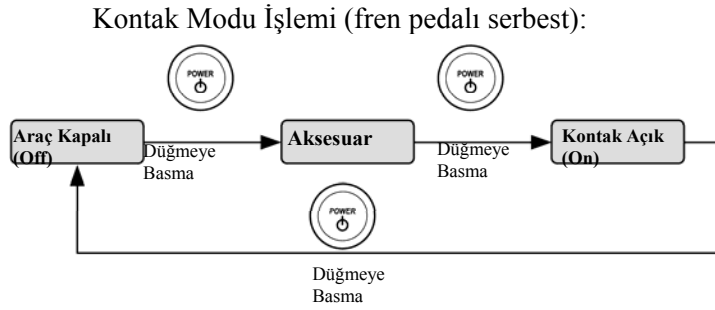 Kontak Modu İşlemi (fren pedalı serbest):
POWER
POWER
Araç Kapalı
(Off)
Düğmeye
Basma
Aksesuar
Düğmeye
Basma
Kontak Açık
(On)
POWER
Düğmeye
Basma